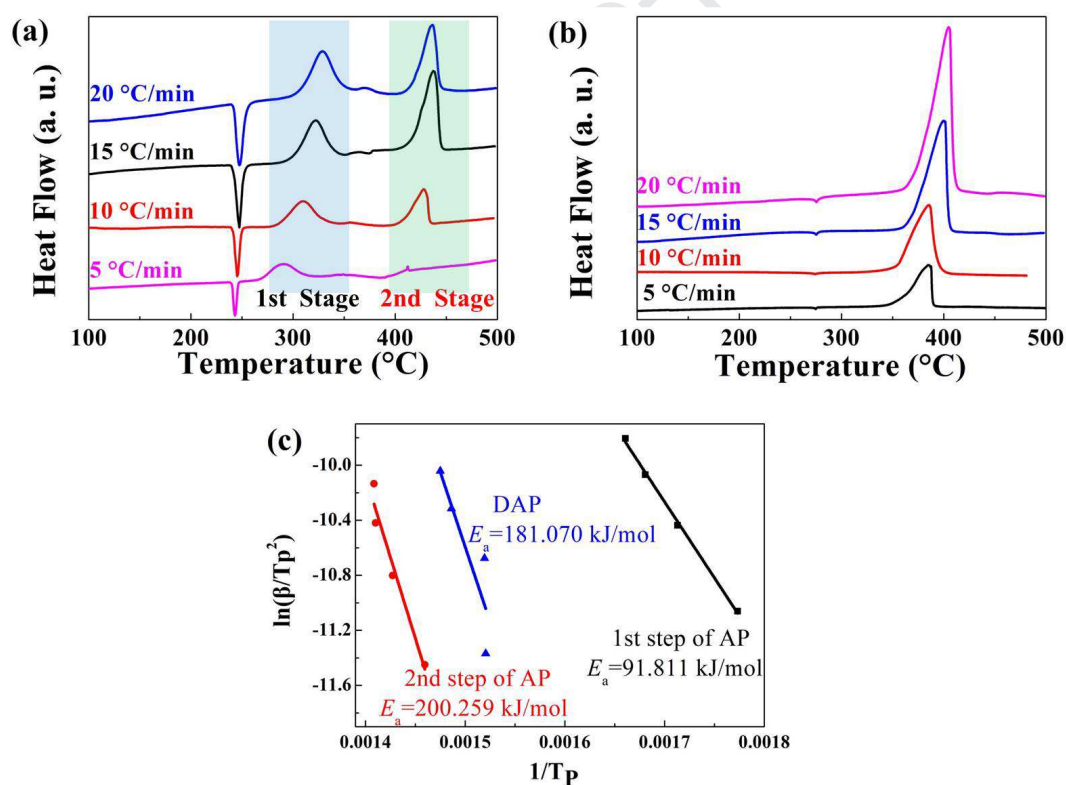 (a)
Heat Flow (a. u.)
20 °C/min
15 °C/min
10 °C/min
5 °C/min
1st Stage
2nd Stage
100 200 300 400 500
Temperature (°C)
(b)
Heat Flow (a. u.)
20 °C/min
15 °C/min
10 °C/min
5 °C/min
100 200 300 400 500
Temperature (°C)
(c)
ln(β/Tp²)
-10.0
-10.4
-10.8
-11.2
-11.6
DAP
Eₐ=181.070 kJ/mol
1st step of AP
Eₐ=91.811 kJ/mol
2nd step of AP
Eₐ=200.259 kJ/mol
0.0014 0.0015 0.0016 0.0017 0.0018
1/T_P